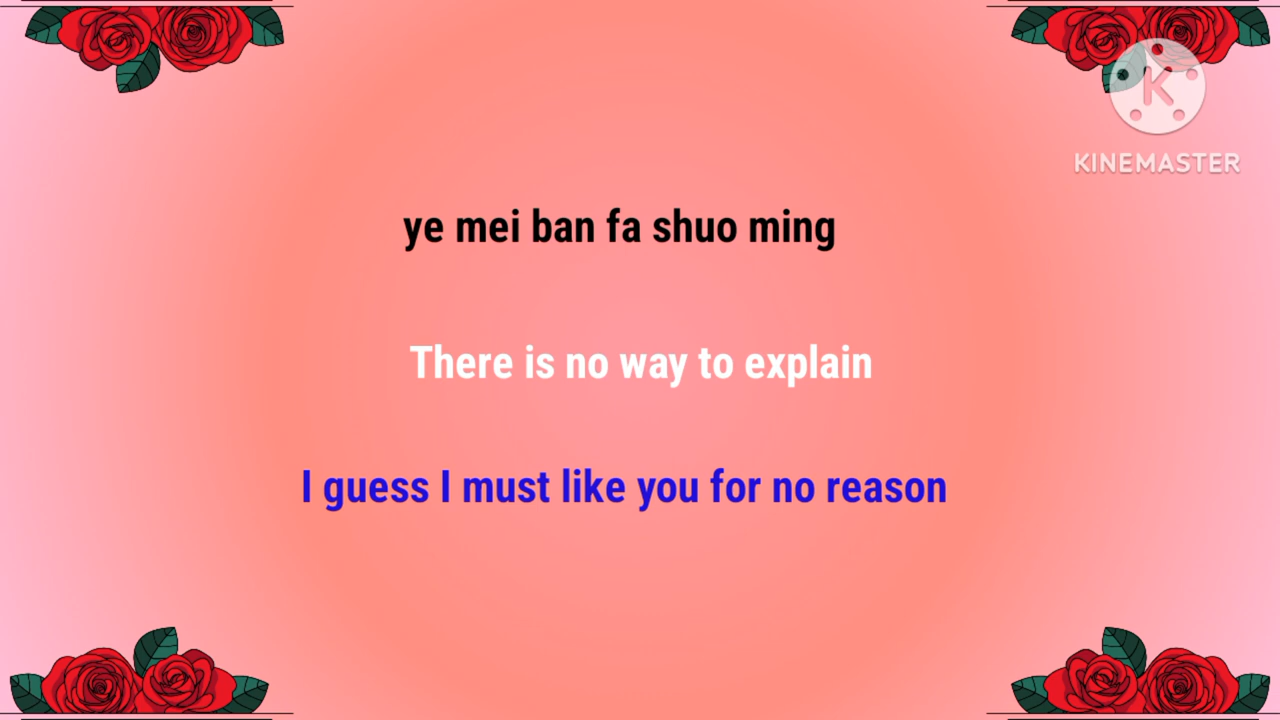 KINEMASTER
ye mei ban fa shuo ming
There is no way to explain
I guess I must like you for no reason